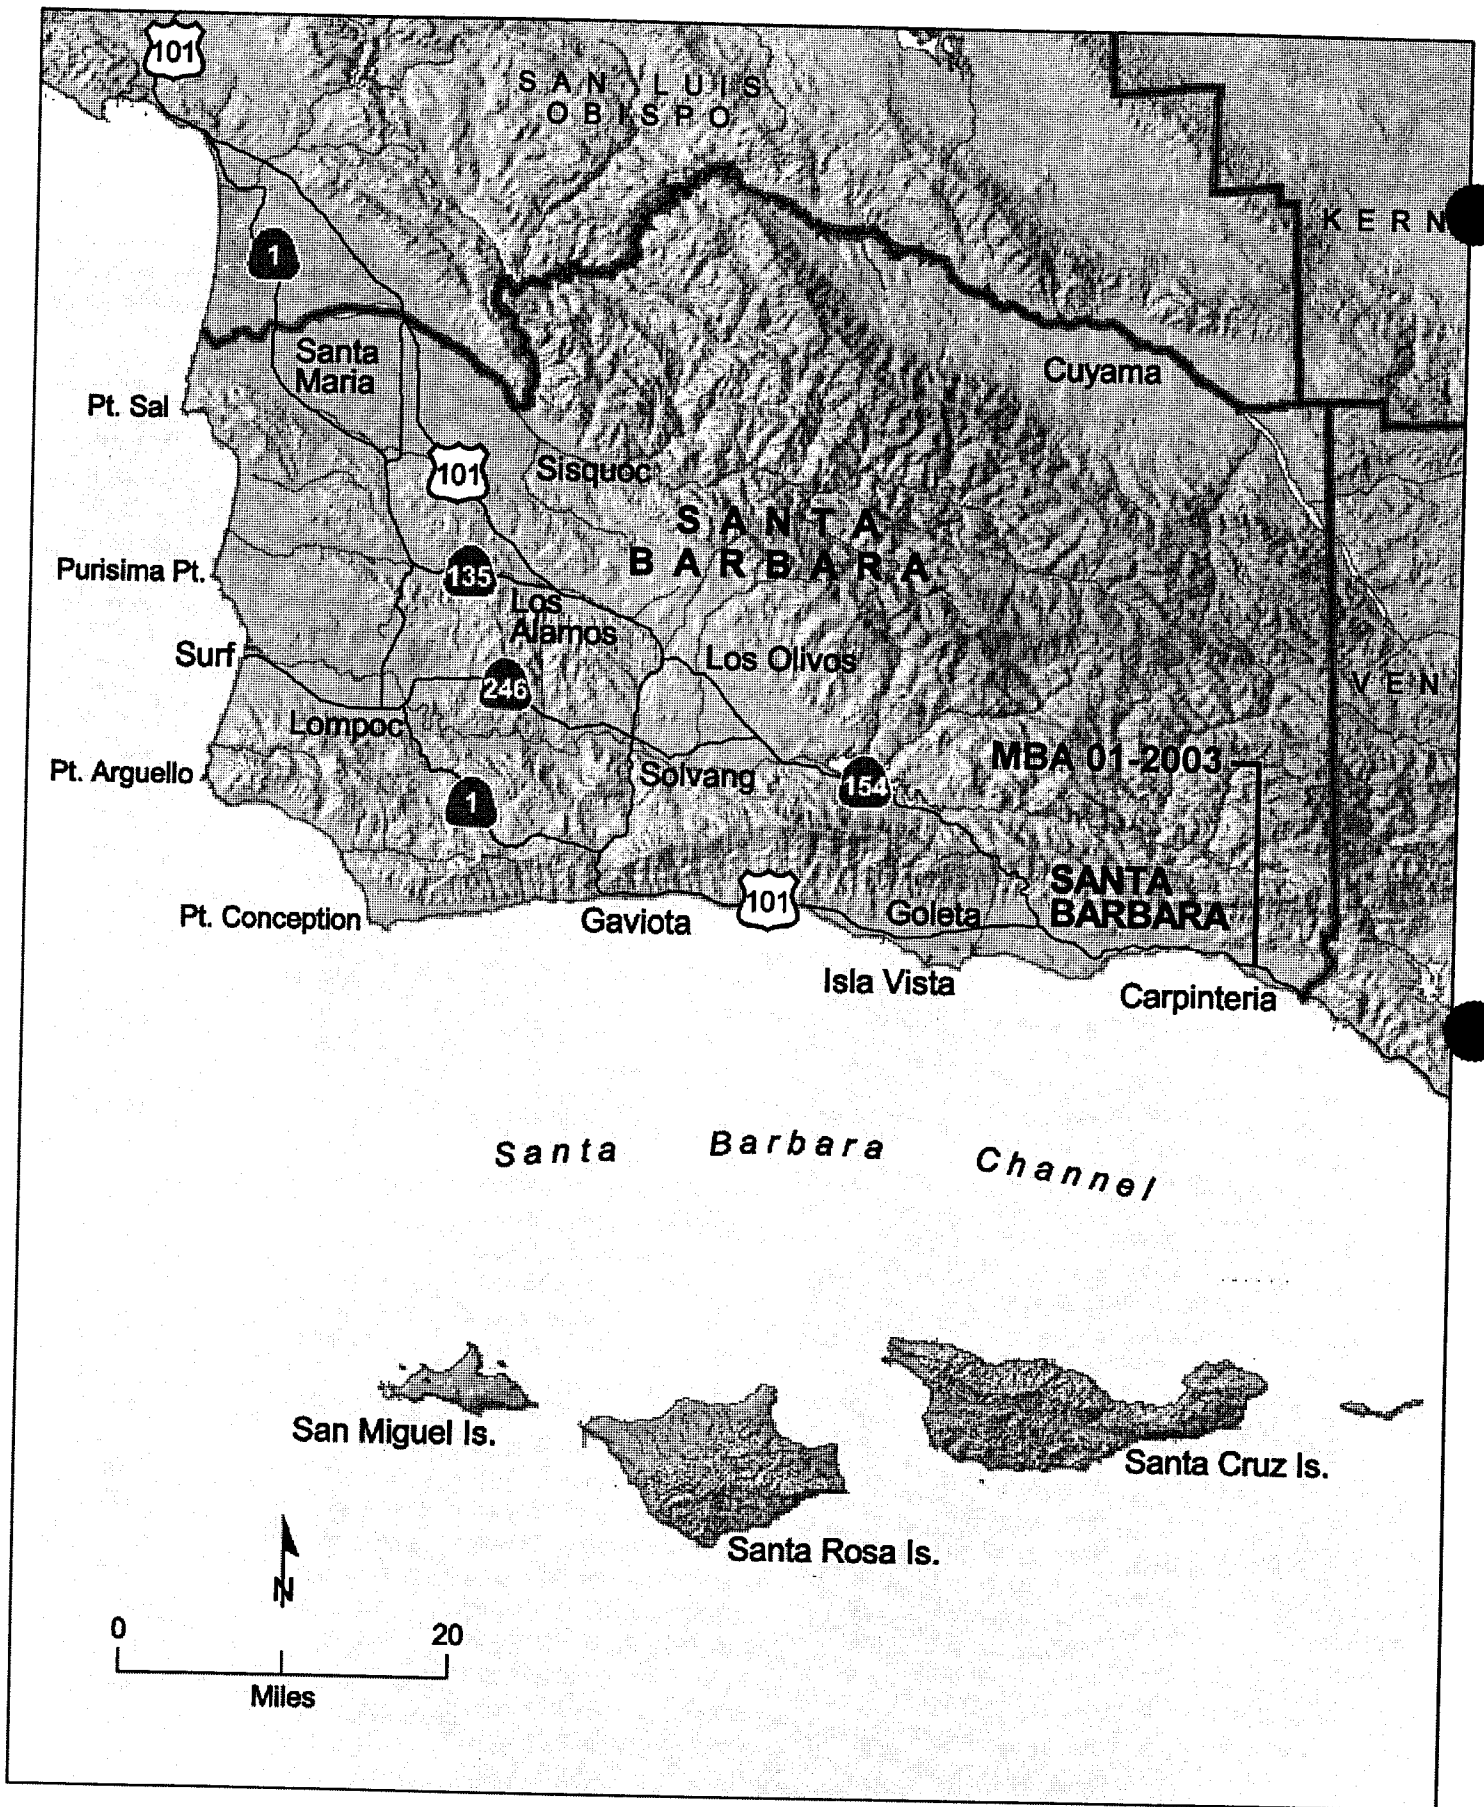 101
SAN LUIS
OBISPO
KERN
1
Santa
Maria
Cuyama
Pt. Sal
101
Sisquoc
SANTA
BARBARA
Purisima Pt.
135
Los
Alamos
Surf
Los Olivos
246
VEN
Lompoc
MBA 01-2003
Pt. Arguello
Solvang
154
1
SANTA
BARBARA
101
Pt. Conception
Gaviota
Goleta
Isla Vista
Carpinteria
Santa Barbara Channel
San Miguel Is.
Santa Cruz Is.
Santa Rosa Is.
N
0 20
Miles